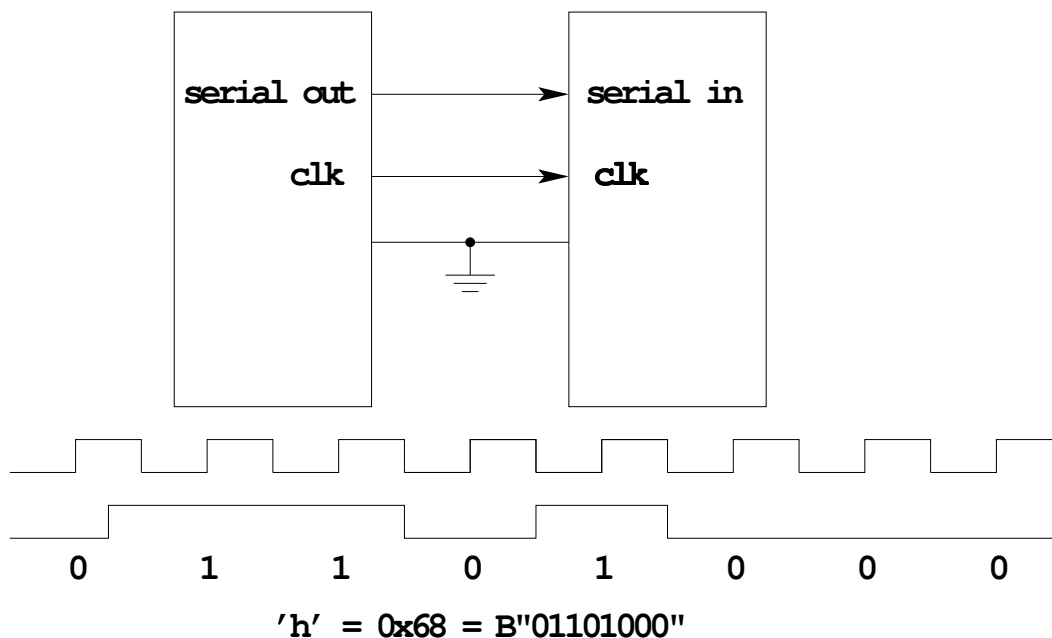 serial out serial in
clk clk
0 1 1 0 1 0 0 0
’h’ = 0x68 = B"01101000"